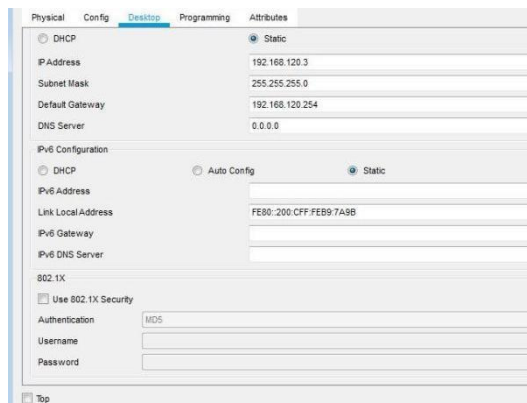 Physical Config Desktop Programming Attributes
DHCP Static
IP Address 192.168.120.3
Subnet Mask 255.255.255.0
Default Gateway 192.168.120.254
DNS Server 0.0.0.0
IPv6 Configuration
DHCP Auto Config Static
IPv6 Address
Link Local Address FE80::200:CFF:FEB9:7A9B
IPv6 Gateway
IPv6 DNS Server
802.1X
Use 802.1X Security
Authentication MD5
Username
Password
Top